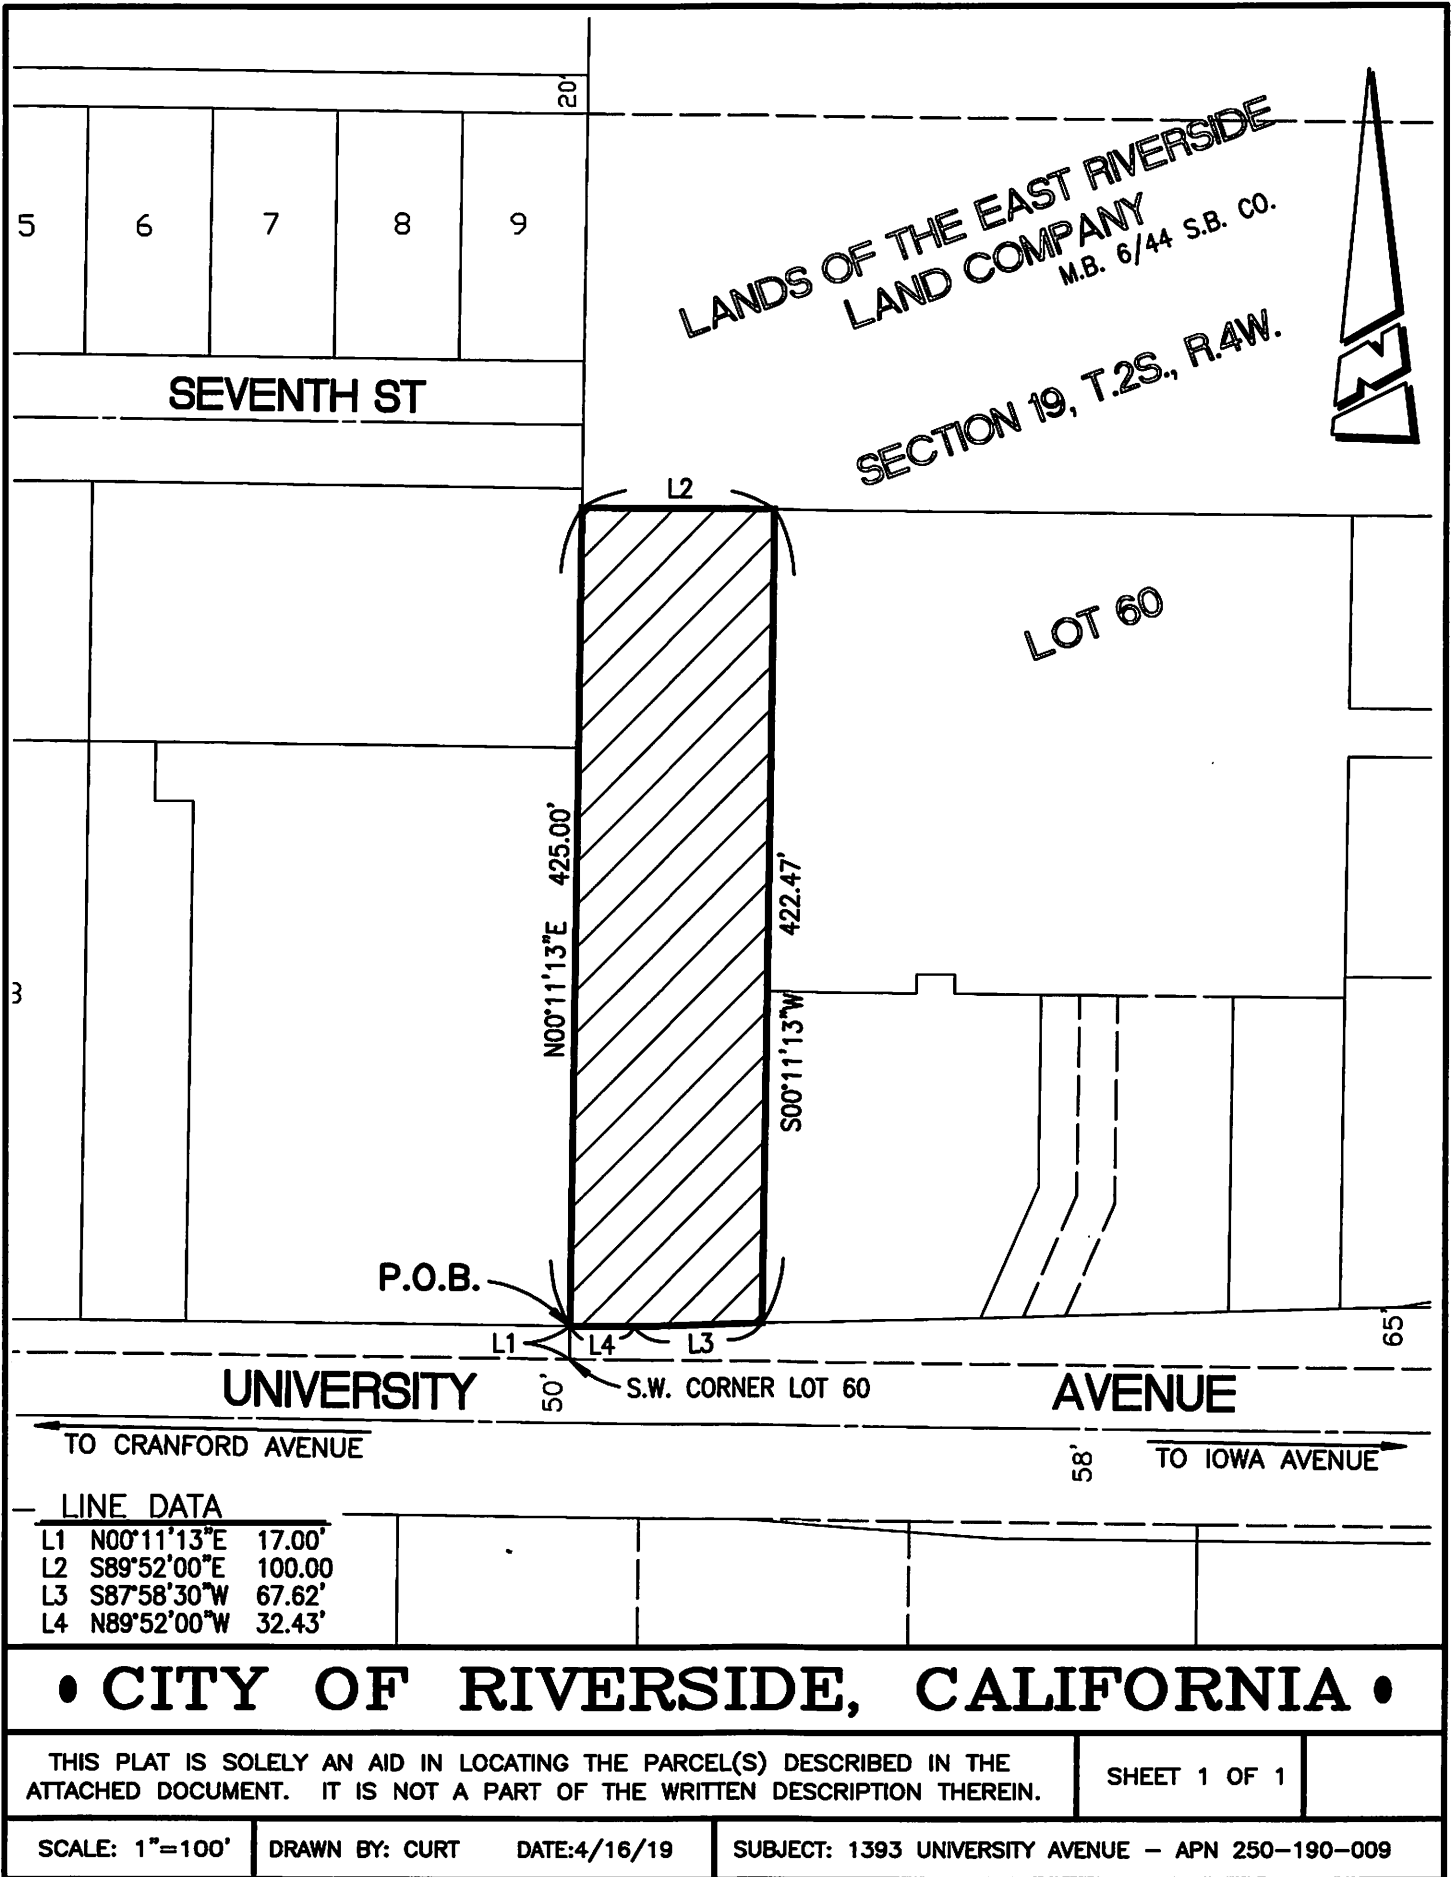 20'
5 6 7 8 9
LANDS OF THE EAST RIVERSIDE
LAND COMPANY
M.B. 6/44 S.B. CO.
SECTION 19, T.2S., R.4W.
N
SEVENTH ST
L2
LOT 60
N00°11'13"E 425.00'
S00°11'13"W 422.47'
3
P.O.B.
L1 L4 L3
65'
S.W. CORNER LOT 60
UNIVERSITY AVENUE
50'
TO CRANFORD AVENUE
58'
TO IOWA AVENUE
LINE DATA
L1 N00°11'13"E 17.00'
L2 S89°52'00"E 100.00
L3 S87°58'30"W 67.62'
L4 N89°52'00"W 32.43'
• CITY OF RIVERSIDE, CALIFORNIA •
THIS PLAT IS SOLELY AN AID IN LOCATING THE PARCEL(S) DESCRIBED IN THE
ATTACHED DOCUMENT. IT IS NOT A PART OF THE WRITTEN DESCRIPTION THEREIN.
SHEET 1 OF 1
SCALE: 1"=100'
DRAWN BY: CURT DATE:4/16/19
SUBJECT: 1393 UNIVERSITY AVENUE – APN 250-190-009